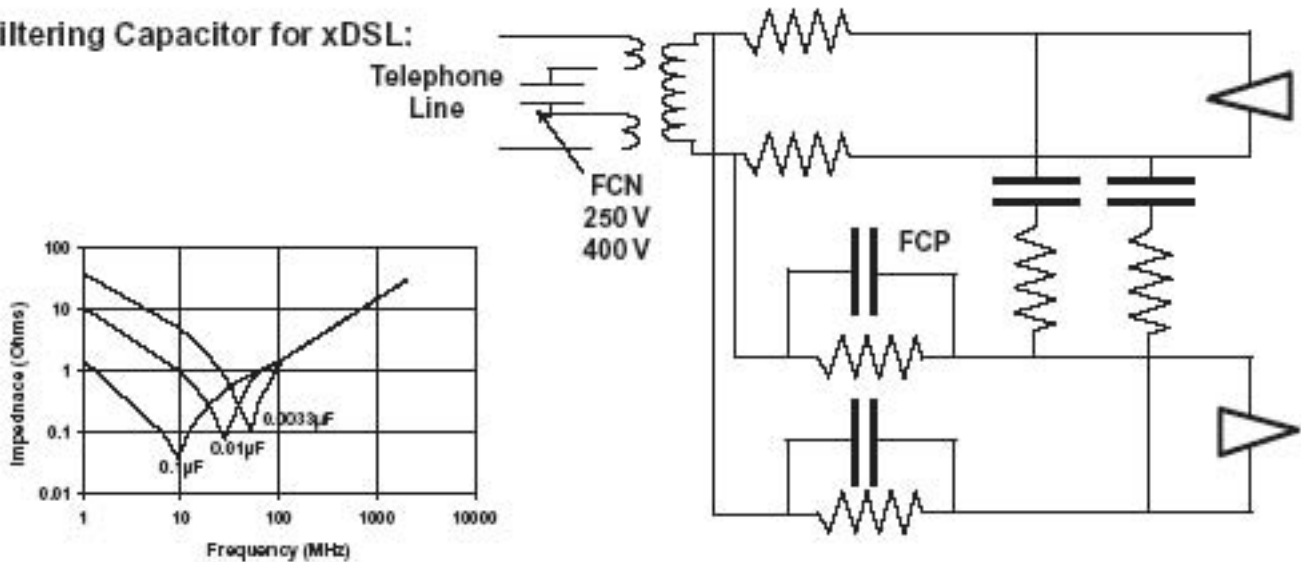 iltering Capacitor for xDSL:
Telephone
Line
FCN
250 V
400 V
FCP
100
10
1
0.1
0.01
Impednace (Ohms)
0.1µF
0.01µF
0.0033µF
1
10
100
1000
10000
Frequency (MHz)